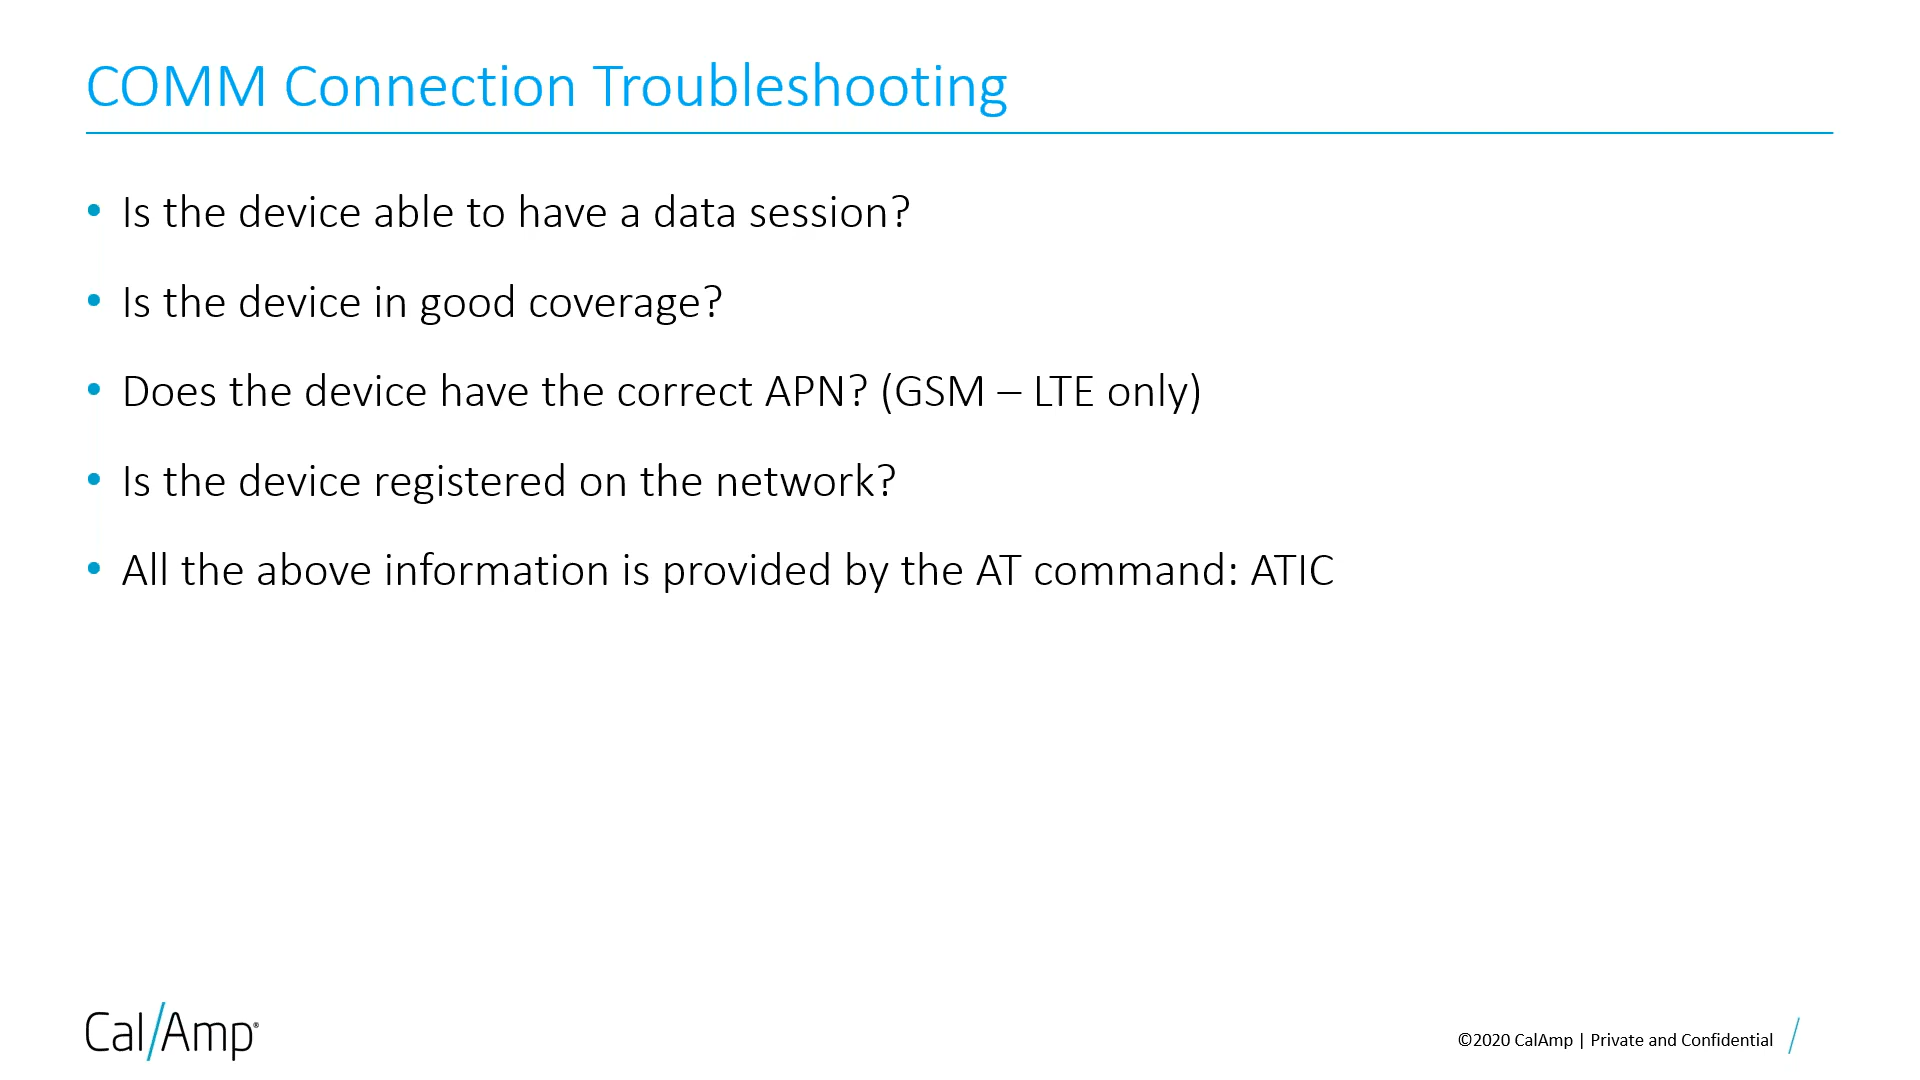 COMM Connection Troubleshooting
• Is the device able to have a data session?
• Is the device in good coverage?
• Does the device have the correct APN? (GSM – LTE only)
• Is the device registered on the network?
• All the above information is provided by the AT command: ATIC
Cal/Amp®
©2020 CalAmp | Private and Confidential